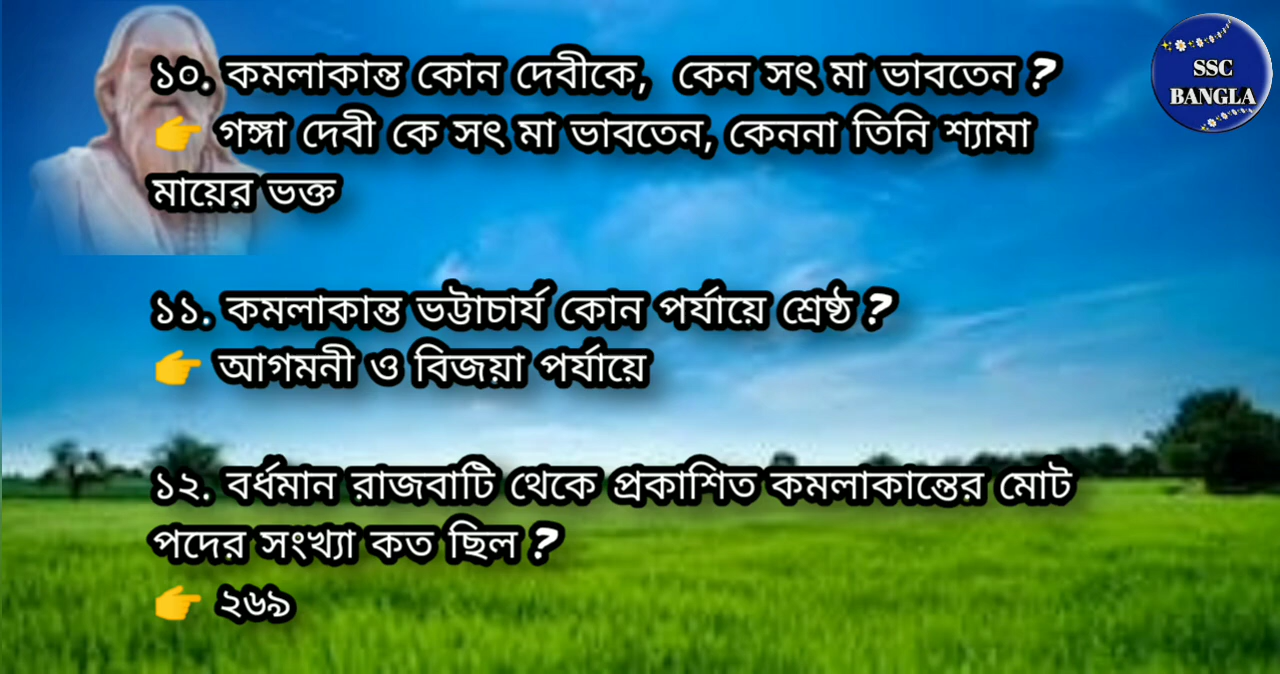 ১০. কমলাকান্ত কোন দেবীকে, কেন সৎ মা ভাবতেন ?
👉 গঙ্গা দেবী কে সৎ মা ভাবতেন, কেননা তিনি শ্যামা
মায়ের ভক্ত
SSC
BANGLA
১১. কমলাকান্ত ভট্টাচার্য কোন পর্যায়ে শ্রেষ্ঠ ?
👉 আগমনী ও বিজয়া পর্যায়ে
১২. বর্ধমান রাজবাটি থেকে প্রকাশিত কমলাকান্তের মোট
পদের সংখ্যা কত ছিল ?
👉 ২৬৯